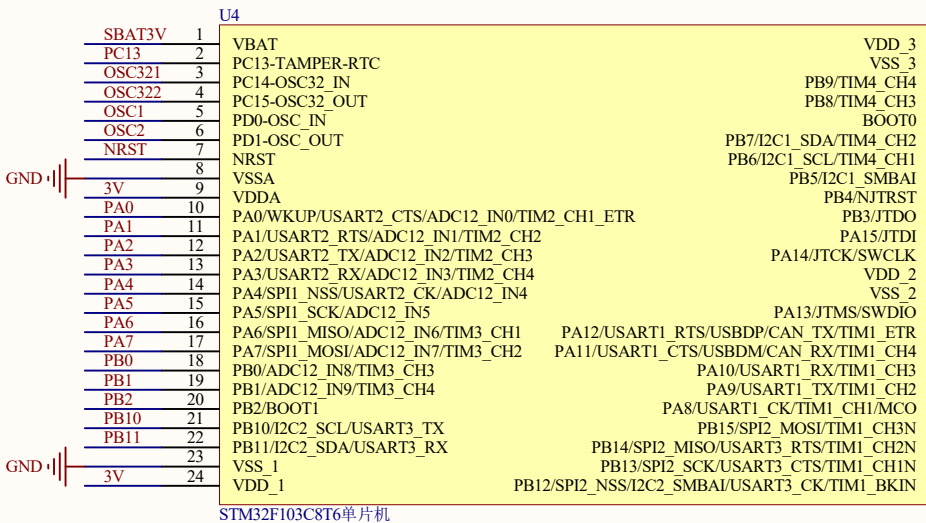 U4
SBAT3V 1 VBAT VDD_3
PC13 2 PC13-TAMPER-RTC VSS_3
OSC321 3 PC14-OSC32_IN PB9/TIM4_CH4
OSC322 4 PC15-OSC32_OUT PB8/TIM4_CH3
OSC1 5 PD0-OSC_IN BOOT0
OSC2 6 PD1-OSC_OUT PB7/I2C1_SDA/TIM4_CH2
NRST 7 NRST PB6/I2C1_SCL/TIM4_CH1
GND 8 VSSA PB5/I2C1_SMBAI
3V 9 VDDA PB4/NJTRST
PA0 10 PA0/WKUP/USART2_CTS/ADC12_IN0/TIM2_CH1_ETR PB3/JTDO
PA1 11 PA1/USART2_RTS/ADC12_IN1/TIM2_CH2 PA15/JTDI
PA2 12 PA2/USART2_TX/ADC12_IN2/TIM2_CH3 PA14/JTCK/SWCLK
PA3 13 PA3/USART2_RX/ADC12_IN3/TIM2_CH4 VDD_2
PA4 14 PA4/SPI1_NSS/USART2_CK/ADC12_IN4 VSS_2
PA5 15 PA5/SPI1_SCK/ADC12_IN5 PA13/JTMS/SWDIO
PA6 16 PA6/SPI1_MISO/ADC12_IN6/TIM3_CH1 PA12/USART1_RTS/USBDP/CAN_TX/TIM1_ETR
PA7 17 PA7/SPI1_MOSI/ADC12_IN7/TIM3_CH2 PA11/USART1_CTS/USBDM/CAN_RX/TIM1_CH4
PB0 18 PB0/ADC12_IN8/TIM3_CH3 PA10/USART1_RX/TIM1_CH3
PB1 19 PB1/ADC12_IN9/TIM3_CH4 PA9/USART1_TX/TIM1_CH2
PB2 20 PB2/BOOT1 PA8/USART1_CK/TIM1_CH1/MCO
PB10 21 PB10/I2C2_SCL/USART3_TX PB15/SPI2_MOSI/TIM1_CH3N
PB11 22 PB11/I2C2_SDA/USART3_RX PB14/SPI2_MISO/USART3_RTS/TIM1_CH2N
GND 23 VSS_1 PB13/SPI2_SCK/USART3_CTS/TIM1_CH1N
3V 24 VDD_1 PB12/SPI2_NSS/I2C2_SMBAI/USART3_CK/TIM1_BKIN
STM32F103C8T6单片机